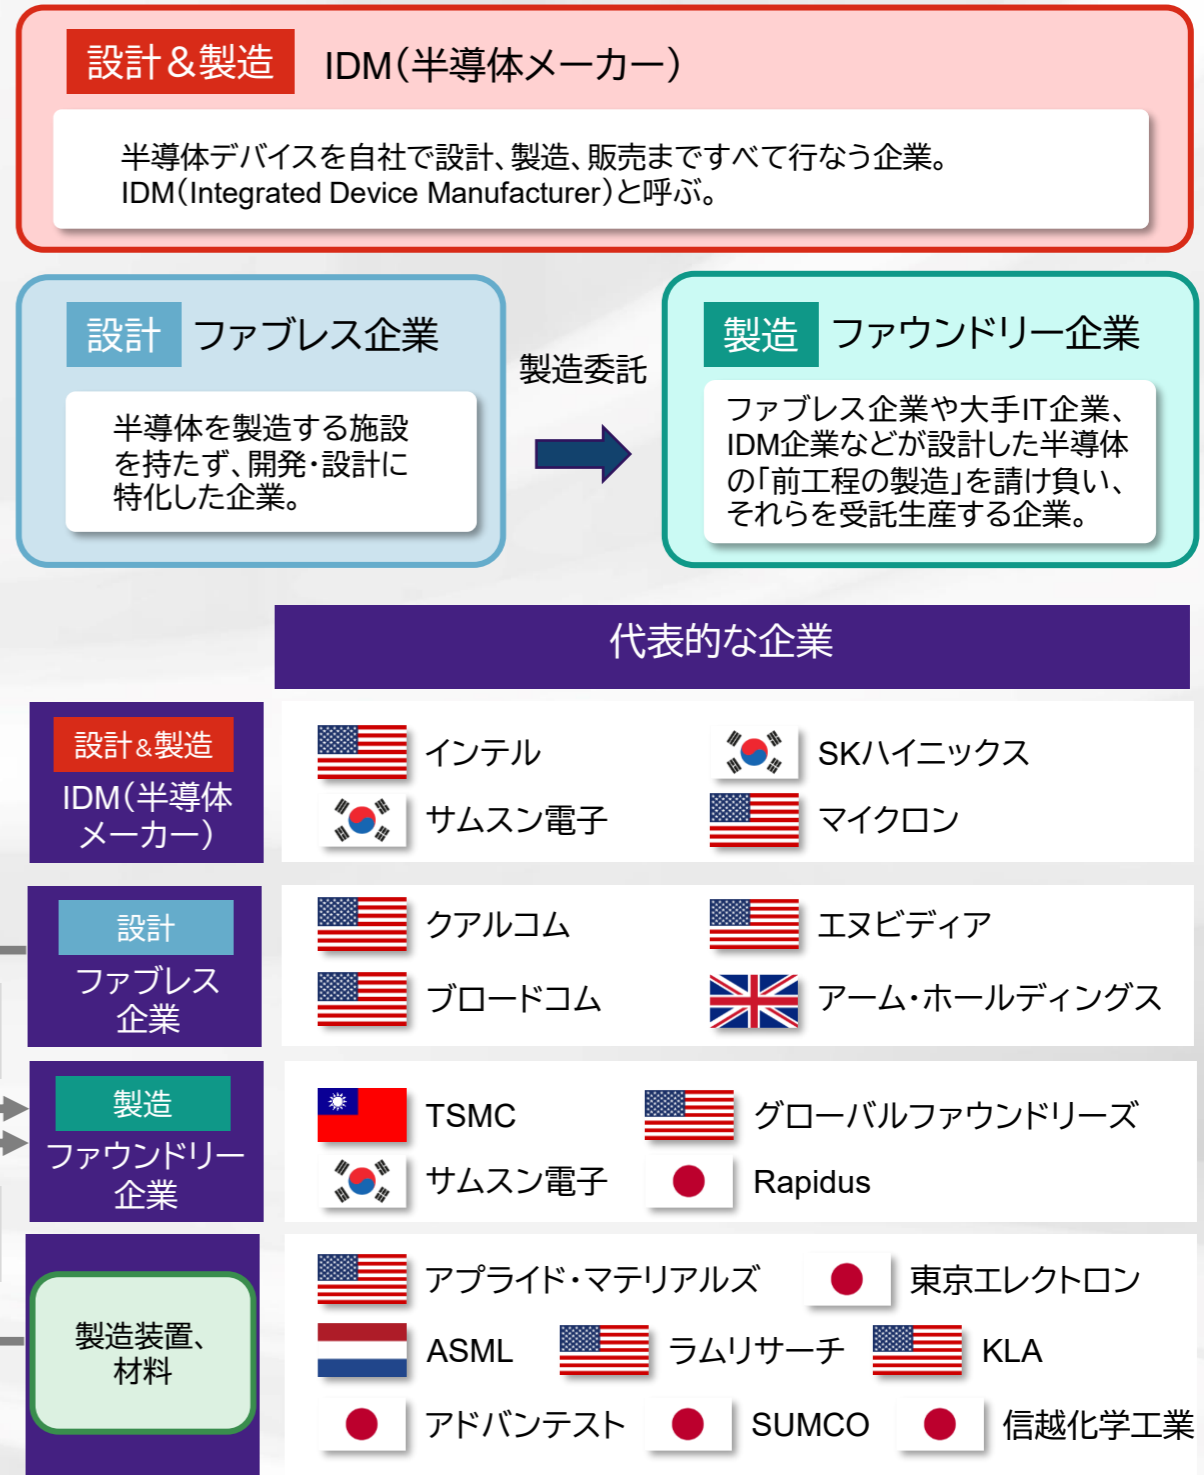 設計＆製造 IDM（半導体メーカー）
半導体デバイスを自社で設計、製造、販売まですべて行なう企業。
IDM（Integrated Device Manufacturer）と呼ぶ。
設計 ファブレス企業
半導体を製造する施設
を持たず、開発・設計に
特化した企業。
製造委託
製造 ファウンドリー企業
ファブレス企業や大手IT企業、
IDM企業などが設計した半導体
の「前工程の製造」を請け負い、
それらを受託生産する企業。
代表的な企業
設計＆製造
IDM（半導体
メーカー）
インテル SKハイニックス
サムスン電子 マイクロン
設計
ファブレス
企業
クアルコム エヌビディア
ブロードコム アーム・ホールディングス
製造
ファウンドリー
企業
TSMC グローバルファウンドリーズ
サムスン電子 Rapidus
製造装置、
材料
アプライド・マテリアルズ 東京エレクトロン
ASML ラムリサーチ KLA
アドバンテスト SUMCO 信越化学工業